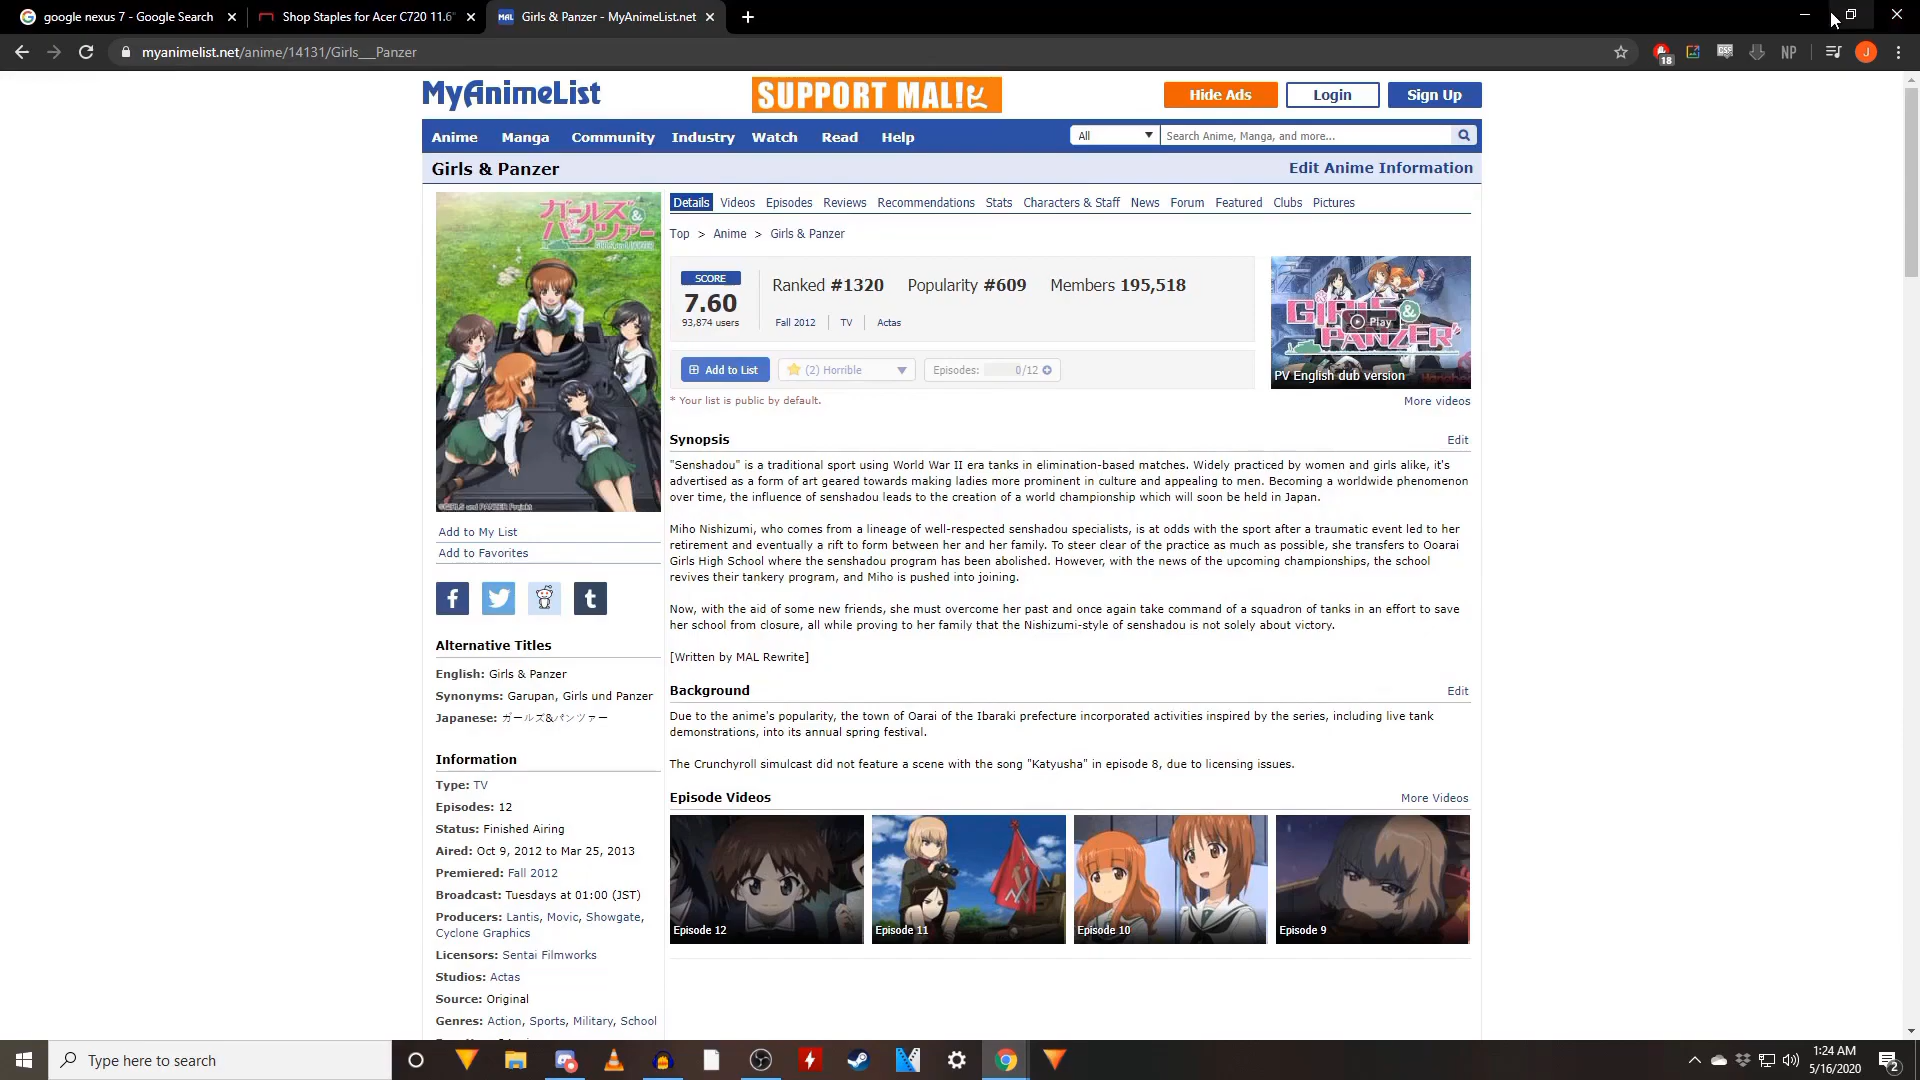 google nexus 7 - Google Search
Shop Staples for Acer C720 11.6"
Girls & Panzer - MyAnimeList.net
myanimelist.net/anime/14131/Girls___Panzer
18
CSP
NP
J
MyAnimeList
SUPPORT MAL!
Hide Ads
Login
Sign Up
Anime
Manga
Community
Industry
Watch
Read
Help
All
Search Anime, Manga, and more...
Girls & Panzer
Edit Anime Information
ガールズ&
パンツァー
Details
Videos
Episodes
Reviews
Recommendations
Stats
Characters & Staff
News
Forum
Featured
Clubs
Pictures
Top > Anime > Girls & Panzer
SCORE
7.60
93,874 users
Ranked #1320
Popularity #609
Members 195,518
Fall 2012
TV
Actas
Add to List
(2) Horrible
Episodes: 0/12
* Your list is public by default.
GIRLS &
PANZER
Play
PV English dub version
More videos
Synopsis
Edit
"Senshadou" is a traditional sport using World War II era tanks in elimination-based matches. Widely practiced by women and girls alike, it's
advertised as a form of art geared towards making ladies more prominent in culture and appealing to men. Becoming a worldwide phenomenon
over time, the influence of senshadou leads to the creation of a world championship which will soon be held in Japan.
Miho Nishizumi, who comes from a lineage of well-respected senshadou specialists, is at odds with the sport after a traumatic event led to her
retirement and eventually a rift to form between her and her family. To steer clear of the practice as much as possible, she transfers to Ooarai
Girls High School where the senshadou program has been abolished. However, with the news of the upcoming championships, the school
revives their tankery program, and Miho is pushed into joining.
Now, with the aid of some new friends, she must overcome her past and once again take command of a squadron of tanks in an effort to save
her school from closure, all while proving to her family that the Nishizumi-style of senshadou is not solely about victory.
[Written by MAL Rewrite]
Background
Edit
Due to the anime's popularity, the town of Oarai of the Ibaraki prefecture incorporated activities inspired by the series, including live tank
demonstrations, into its annual spring festival.
The Crunchyroll simulcast did not feature a scene with the song "Katyusha" in episode 8, due to licensing issues.
Episode Videos
More Videos
Episode 12
Episode 11
Episode 10
Episode 9
©GIRLS und PANZER Projekt
Add to My List
Add to Favorites
Alternative Titles
English: Girls & Panzer
Synonyms: Garupan, Girls und Panzer
Japanese: ガールズ&パンツァー
Information
Type: TV
Episodes: 12
Status: Finished Airing
Aired: Oct 9, 2012 to Mar 25, 2013
Premiered: Fall 2012
Broadcast: Tuesdays at 01:00 (JST)
Producers: Lantis, Movic, Showgate,
Cyclone Graphics
Licensors: Sentai Filmworks
Studios: Actas
Source: Original
Genres: Action, Sports, Military, School
Type here to search
1:24 AM
5/16/2020
2